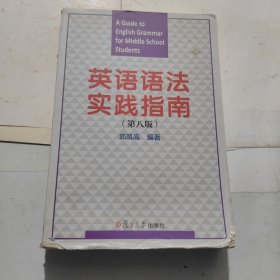 A Guide to
English Grammar
for Middle School
Students
英语语法
实践指南
(第八版)
郭凤高 编著
复旦大学出版社